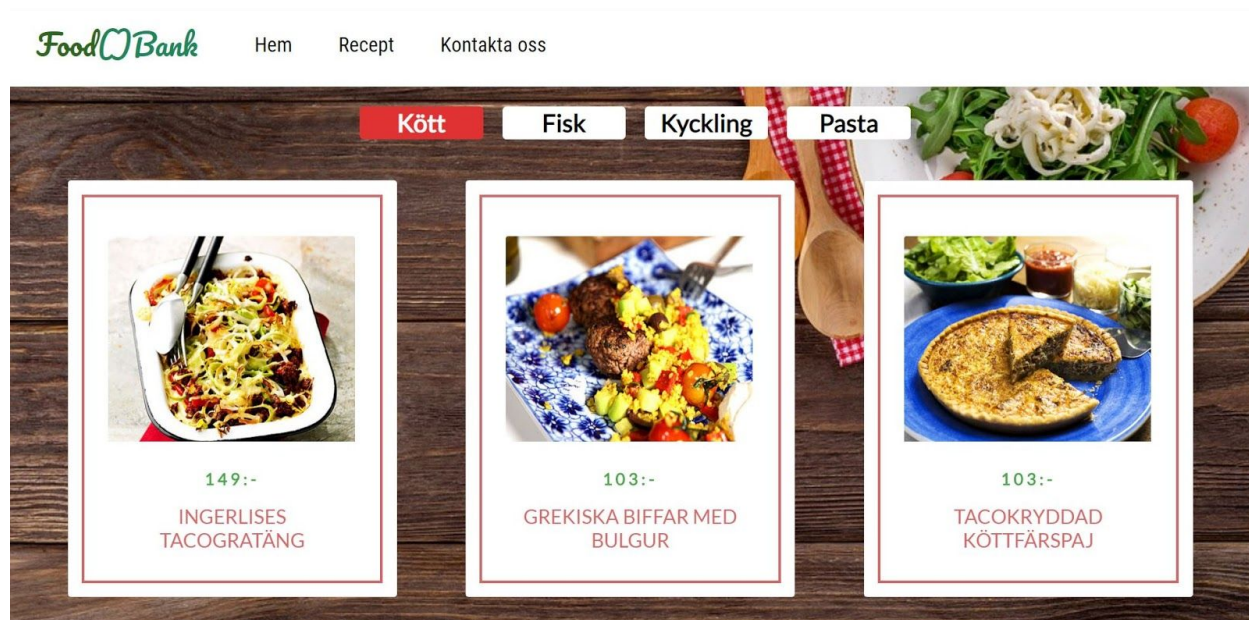 Food Bank
Hem
Recept
Kontakta oss
Kött
Fisk
Kyckling
Pasta
149:-
INGERLISES
TACOGRATÄNG
103:-
GREKISKA BIFFAR MED
BULGUR
103:-
TACOKRYDDAD
KÖTTFÄRSPAJ